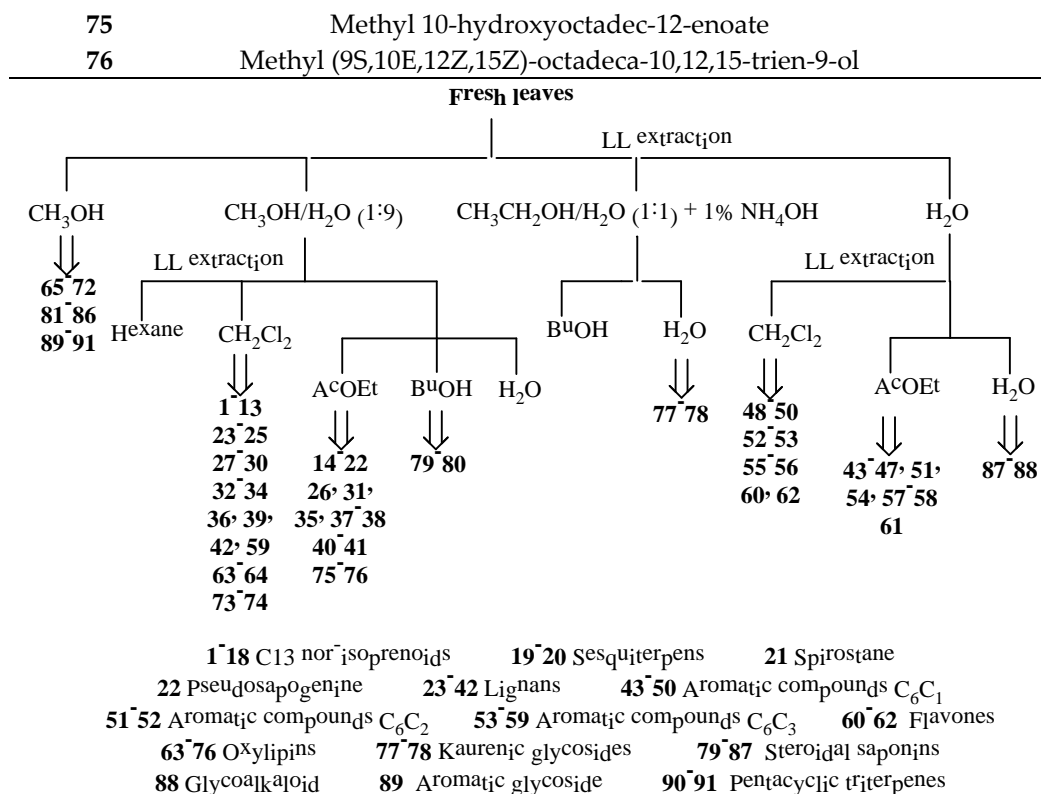 75 Methyl 10-hydroxyoctadec-12-enoate
76 Methyl (9S,10E,12Z,15Z)-octadeca-10,12,15-trien-9-ol
Fresh leaves
LL extraction
CH3OH CH3OH/H2O (1:9) CH3CH2OH/H2O (1:1) + 1% NH4OH H2O
LL extraction LL extraction
65-72
81-86
89-91
Hexane CH2Cl2 BuOH H2O CH2Cl2
AcOEt BuOH H2O AcOEt H2O
1-13
23-25
27-30
32-34
36, 39,
42, 59
63-64
73-74
14-22
26, 31,
35, 37-38
40-41
75-76
79-80
77-78
48-50
52-53
55-56
60, 62
43-47, 51,
54, 57-58
61
87-88
1-18 C13 nor-isoprenoids 19-20 Sesquiterpens 21 Spirostane
22 Pseudosapogenine 23-42 Lignans 43-50 Aromatic compounds C6C1
51-52 Aromatic compounds C6C2 53-59 Aromatic compounds C6C3 60-62 Flavones
63-76 Oxylipins 77-78 Kaurenic glycosides 79-87 Steroidal saponins
88 Glycoalkaloid 89 Aromatic glycoside 90-91 Pentacyclic triterpenes